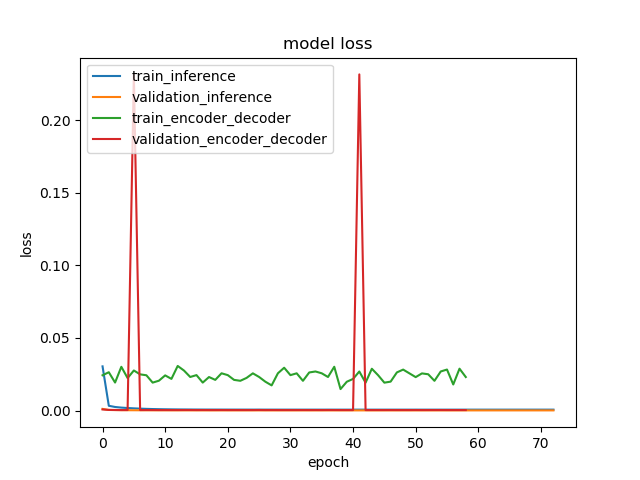 model loss
train_inference
validation_inference
train_encoder_decoder
validation_encoder_decoder
loss
0.20
0.15
0.10
0.05
0.00
0 10 20 30 40 50 60 70
epoch